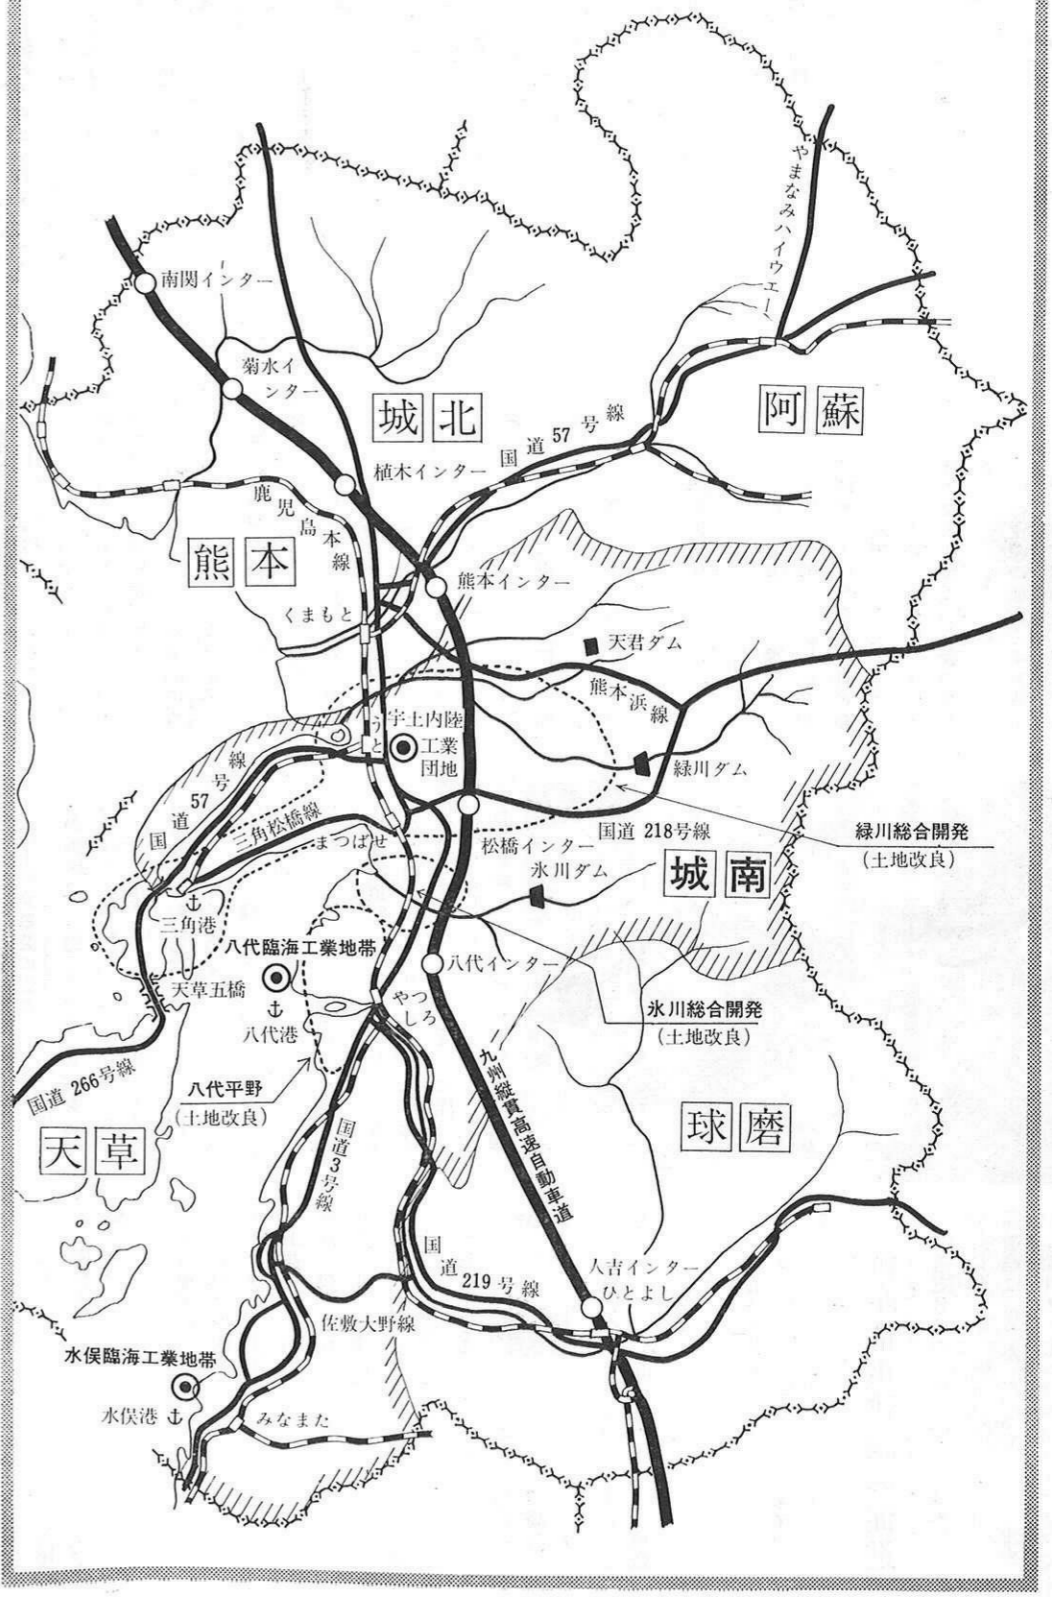 やまなみハイウェー
南関インター
菊水イ
ンター
城北
阿蘇
国道57号線
植木インター
鹿児島本線
熊本
熊本インター
くまもと
天君ダム
熊本浜線
うと
宇土内陸
工業
団地
緑川ダム
国道57号線
三角松橋線
まつばせ
国道218号線
松橋インター
緑川総合開発
(土地改良)
氷川ダム
城南
三角港
八代臨海工業地帯
八代インター
天草五橋
八代港
やつ
しろ
氷川総合開発
(土地改良)
国道266号線
八代平野
(土地改良)
九州縦貫高速自動車道
天草
球磨
国道3号線
国道219号線
人吉インター
ひとよし
佐敷大野線
水俣臨海工業地帯
水俣港
みなまた